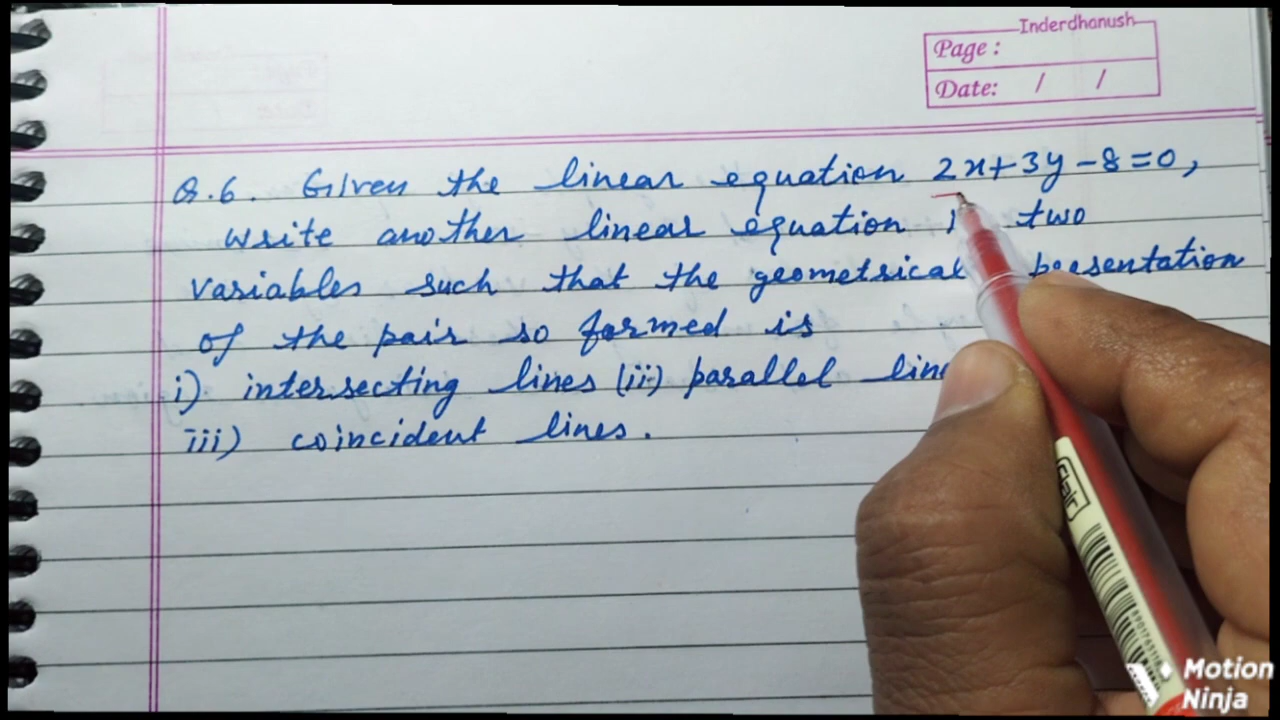 Inderdhanush
Page :
Date: / /
Q.6. Given the linear equation 2x+3y-8=0,
write another linear equation two
variables such that the geometrical
of the pair so formed is
i) intersecting lines (ii) parallel
iii) coincident lines.
Flair
Motion
Ninja